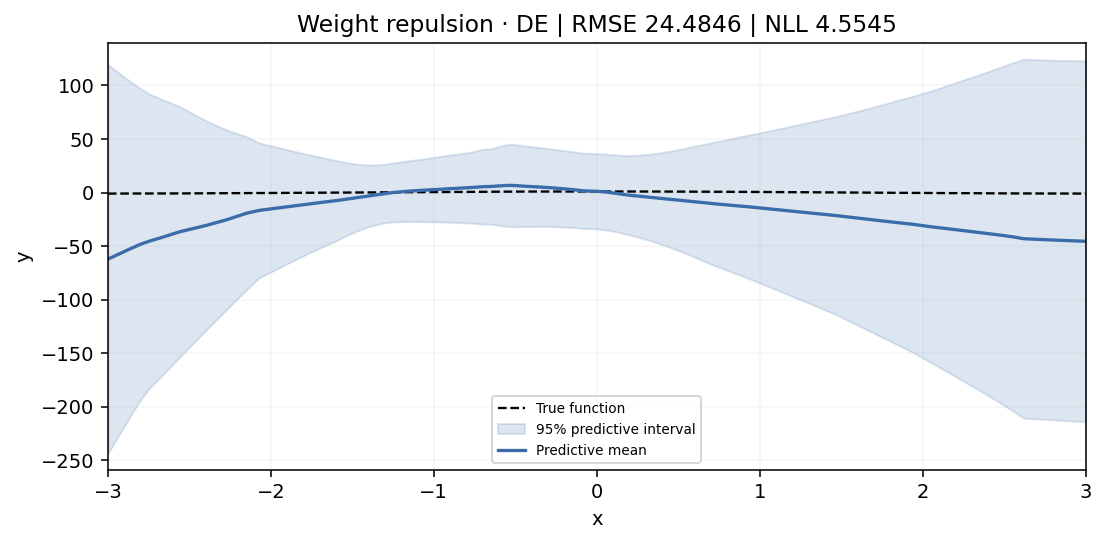 Weight repulsion · DE | RMSE 24.4846 | NLL 4.5545
y
100
50
0
−50
−100
−150
−200
−250
True function
95% predictive interval
Predictive mean
−3 −2 −1 0 1 2 3
x